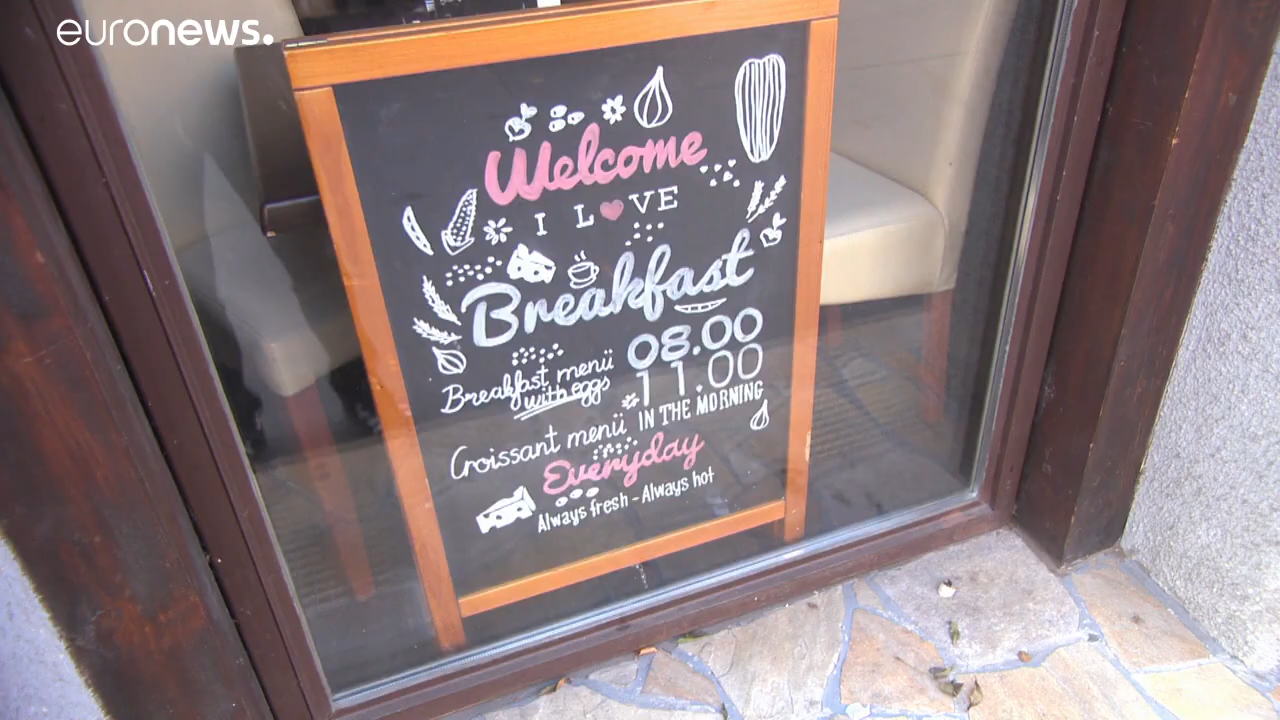 euronews.
Welcome
I LOVE
Breakfast
Breakfast menü
with eggs
08.00
11.00
IN THE MORNING
Croissant menü
Everyday
Always fresh - Always hot